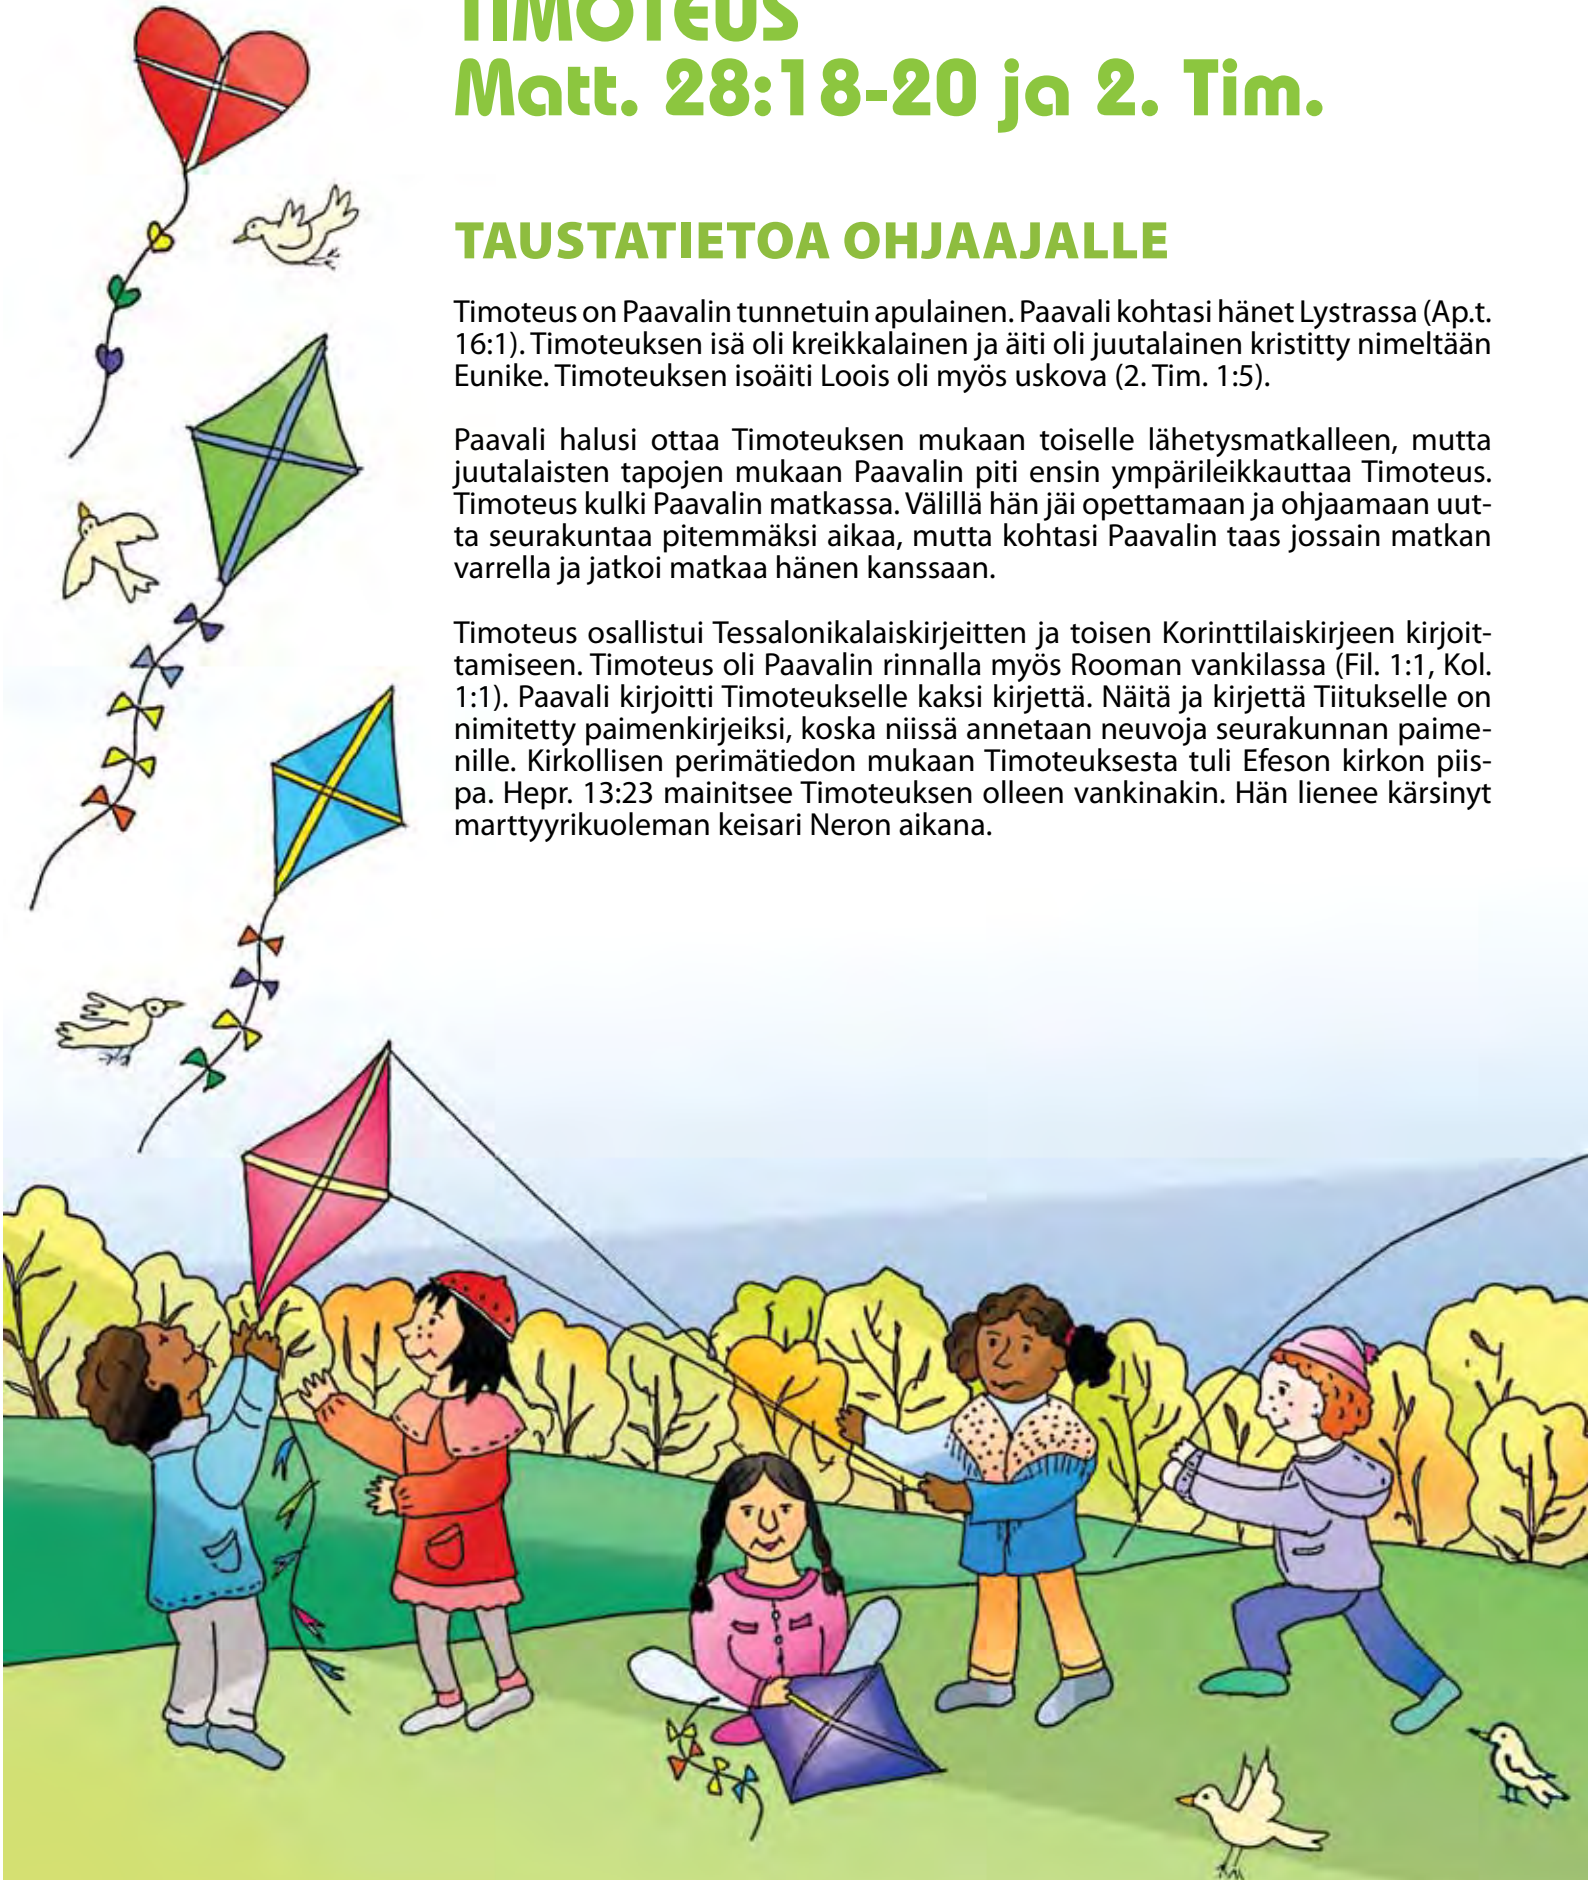 TIMOTEUS
Matt. 28:18-20 ja 2. Tim.
TAUSTATIETOA OHJAAJALLE
Timoteus on Paavalin tunnetuin apulainen. Paavali kohtasi hänet Lystrassa (Ap.t.
16:1). Timoteuksen isä oli kreikkalainen ja äiti oli juutalainen kristitty nimeltään
Eunike. Timoteuksen isoäiti Loois oli myös uskova (2. Tim. 1:5).
Paavali halusi ottaa Timoteuksen mukaan toiselle lähetysmatkalleen, mutta
juutalaisten tapojen mukaan Paavalin piti ensin ympärileikkauttaa Timoteus.
Timoteus kulki Paavalin matkassa. Välillä hän jäi opettamaan ja ohjaamaan uut-
ta seurakuntaa pitemmäksi aikaa, mutta kohtasi Paavalin taas jossain matkan
varrella ja jatkoi matkaa hänen kanssaan.
Timoteus osallistui Tessalonikalaiskirjeitten ja toisen Korinttilaiskirjeen kirjoit-
tamiseen. Timoteus oli Paavalin rinnalla myös Rooman vankilassa (Fil. 1:1, Kol.
1:1). Paavali kirjoitti Timoteukselle kaksi kirjettä. Näitä ja kirjettä Tiitukselle on
nimitetty paimenkirjeiksi, koska niissä annetaan neuvoja seurakunnan paime-
nille. Kirkollisen perimätiedon mukaan Timoteuksesta tuli Efeson kirkon piis-
pa. Hepr. 13:23 mainitsee Timoteuksen olleen vankinakin. Hän lienee kärsinyt
marttyyrikuoleman keisari Neron aikana.